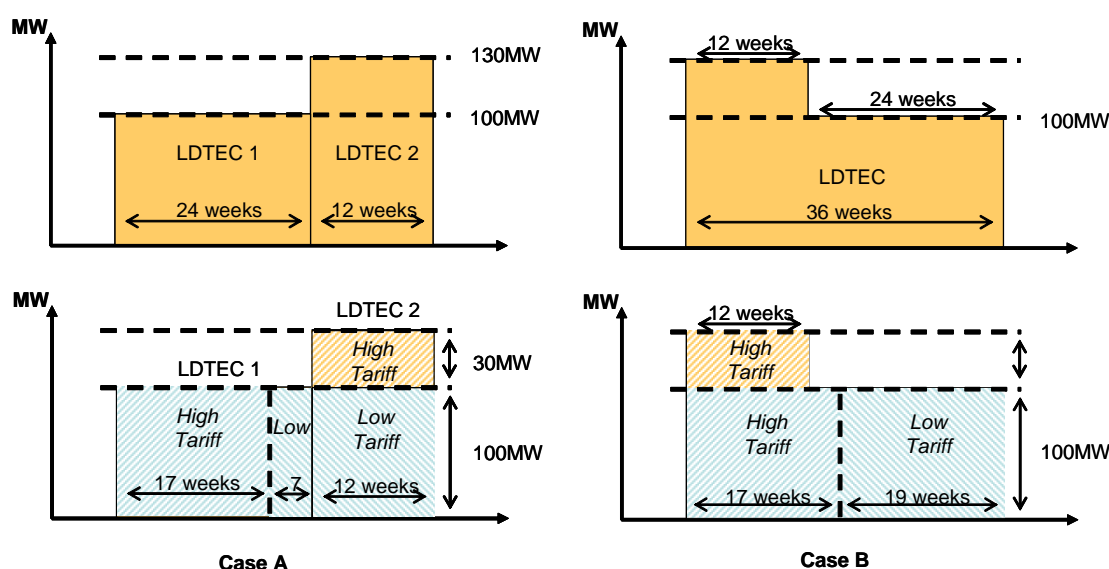 MW
130MW
100MW
LDTEC 1
LDTEC 2
24 weeks
12 weeks
MW
12 weeks
24 weeks
100MW
LDTEC
36 weeks
MW
LDTEC 2
LDTEC 1
High
Tariff
30MW
High
Tariff
Low
Low
Tariff
100MW
17 weeks
7
12 weeks
Case A
MW
12 weeks
High
Tariff
High
Tariff
Low
Tariff
100MW
17 weeks
19 weeks
Case B